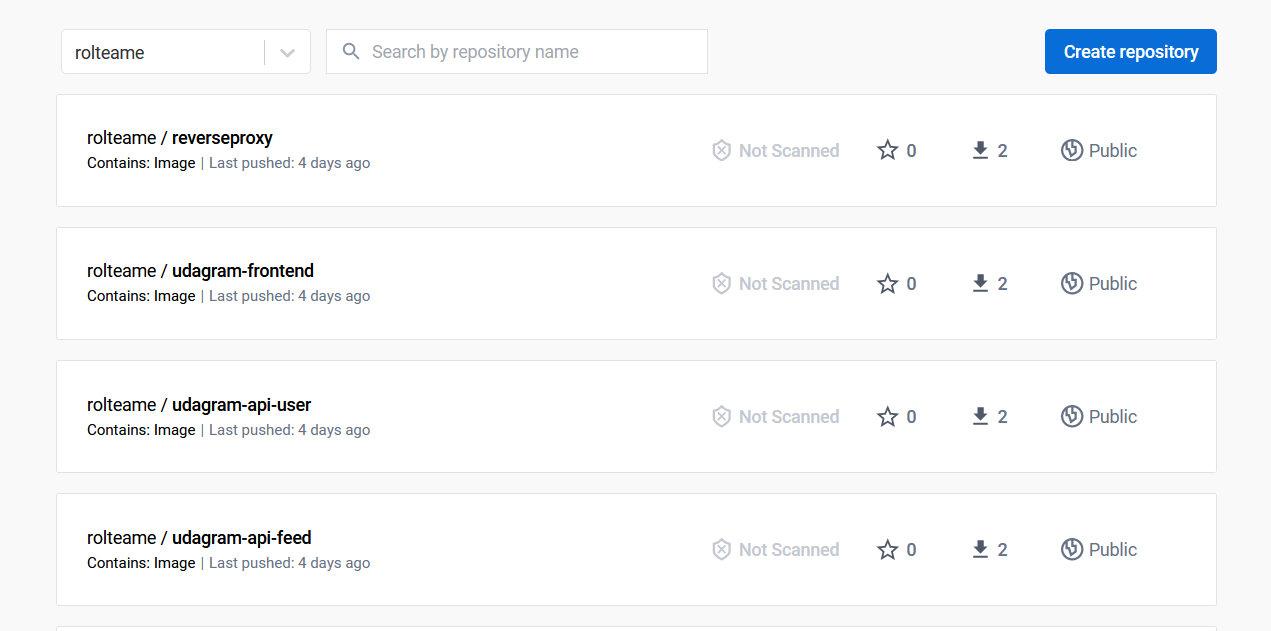 rolteame
Search by repository name
Create repository
rolteame / reverseproxy
Contains: Image | Last pushed: 4 days ago
Not Scanned
0
2
Public
rolteame / udagram-frontend
Contains: Image | Last pushed: 4 days ago
Not Scanned
0
2
Public
rolteame / udagram-api-user
Contains: Image | Last pushed: 4 days ago
Not Scanned
0
2
Public
rolteame / udagram-api-feed
Contains: Image | Last pushed: 4 days ago
Not Scanned
0
2
Public